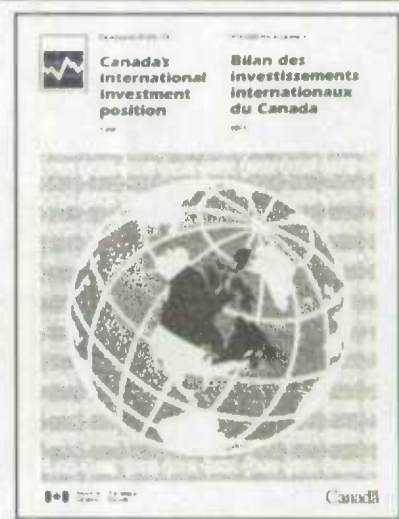 Canada's
international
investment
position
Bilan des
investissements
internationaux
du Canada
Canada